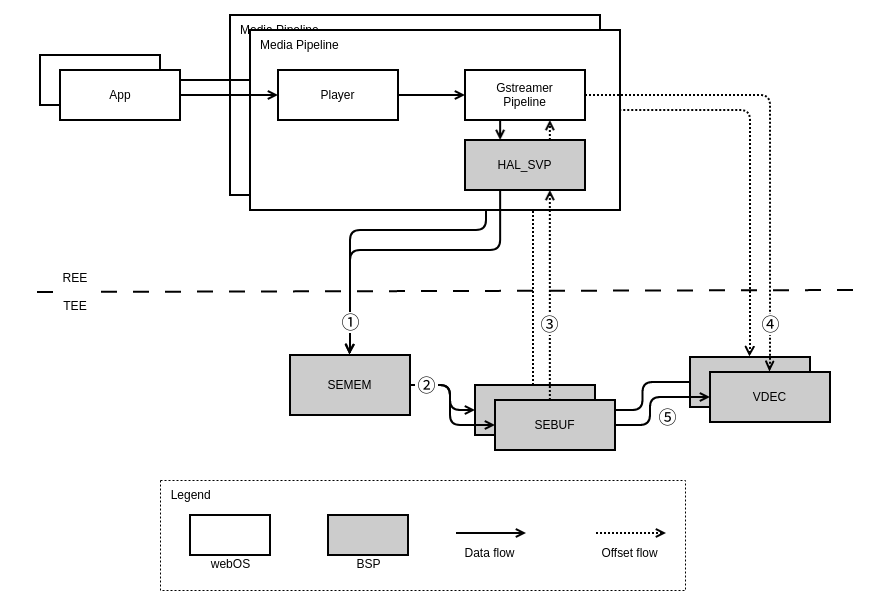 Media Pipeline
Media Pipeline
App
Player
Gstreamer
Pipeline
HAL_SVP
REE
TEE
①
③
④
SEMEM
②
SEBUF
VDEC
⑤
Legend
webOS
BSP
Data flow
Offset flow